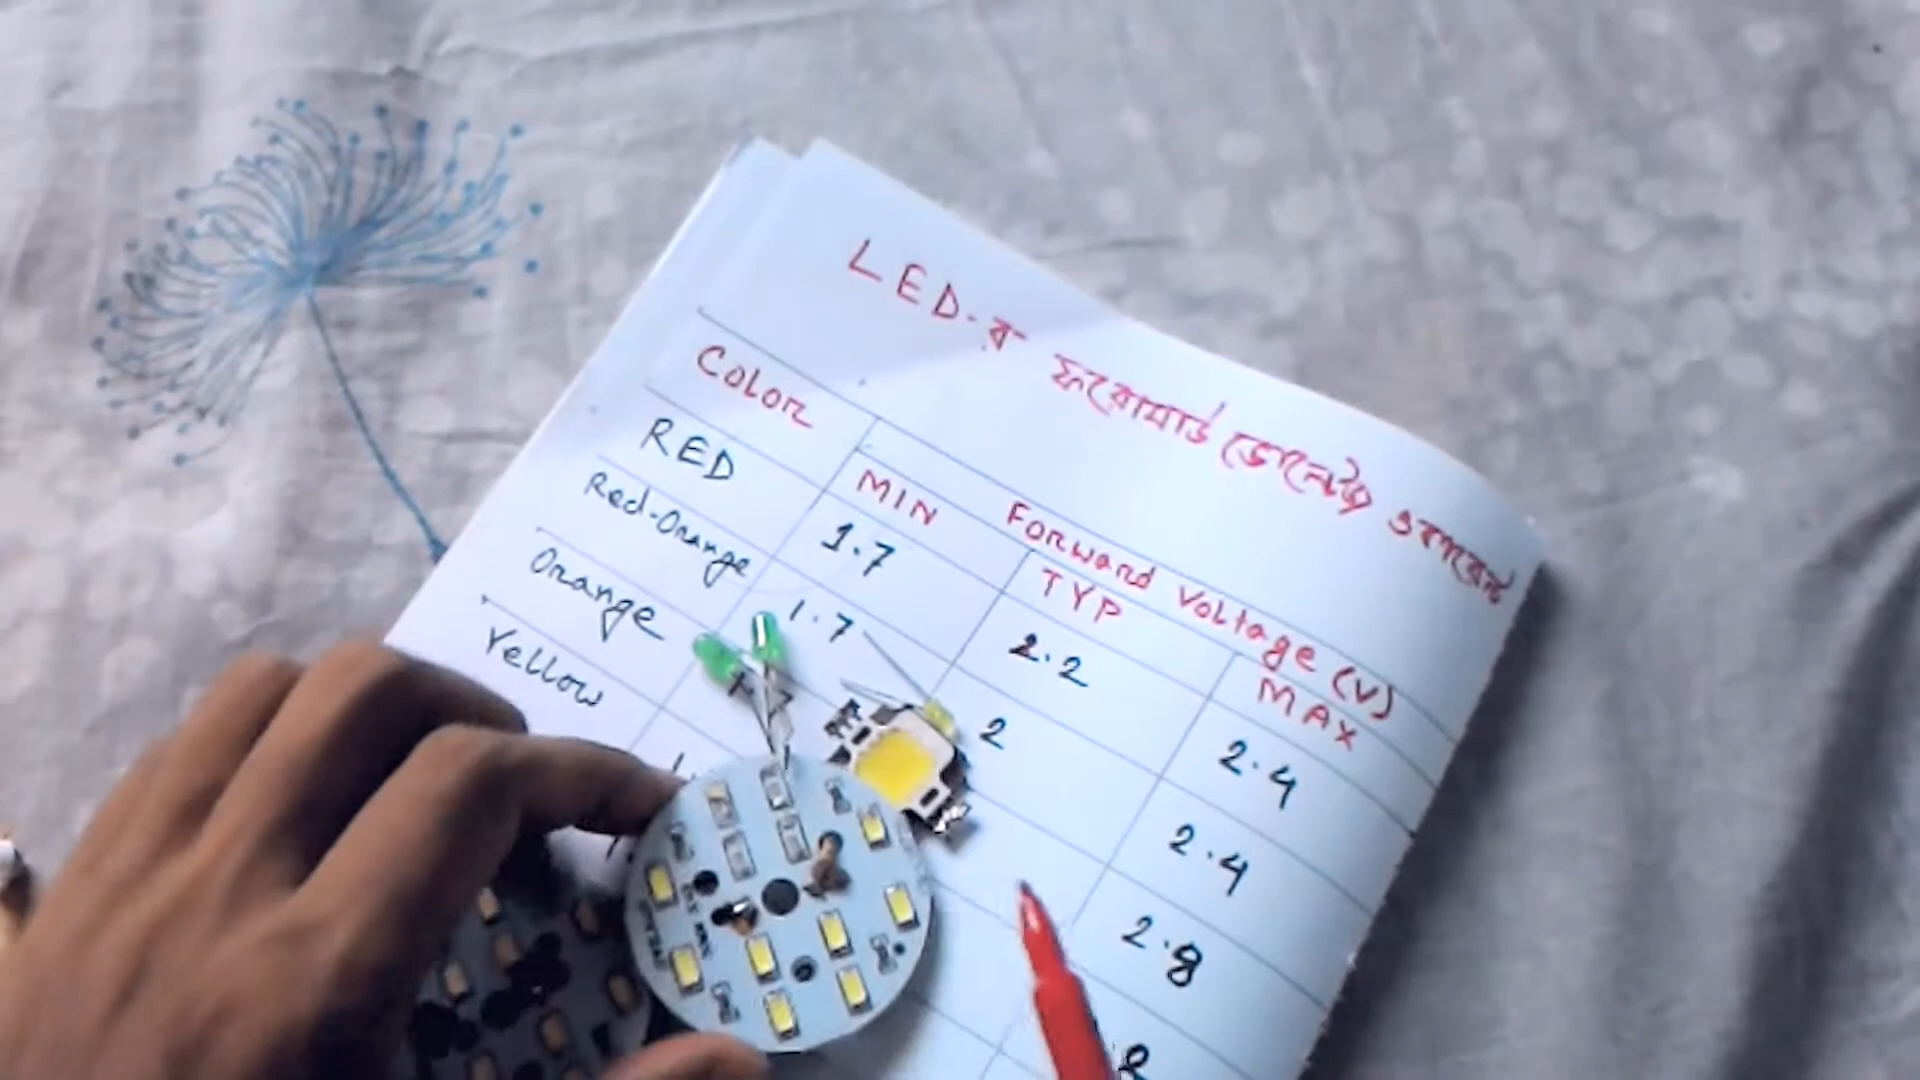 LED-র ফরোয়ার্ড ভোল্টেজ ও কারেন্ট
COLOR
Forward Voltage (V)
MIN TYP MAX
RED 1.7 2.2 2.4
Red-Orange 1.7 2 2.4
Orange 2.8
Yellow